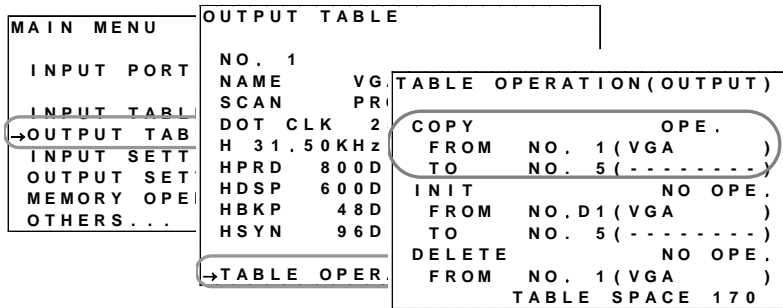 MAIN MENU
INPUT PORT
INPUT TABL
→OUTPUT TAB
INPUT SETT
OUTPUT SET
MEMORY OPE
OTHERS...
OUTPUT TABLE
NO. 1
NAME VG
SCAN PR
DOT CLK 2
H 31.50KHz
HPRD 800D
HDSP 600D
HBKP 48D
HSYN 96D
→TABLE OPER
TABLE OPERATION(OUTPUT)
COPY OPE.
FROM NO. 1(VGA )
TO NO. 5(--------)
INIT NO OPE.
FROM NO.D1(VGA )
TO NO. 5(--------)
DELETE NO OPE.
FROM NO. 1(VGA )
TABLE SPACE 170